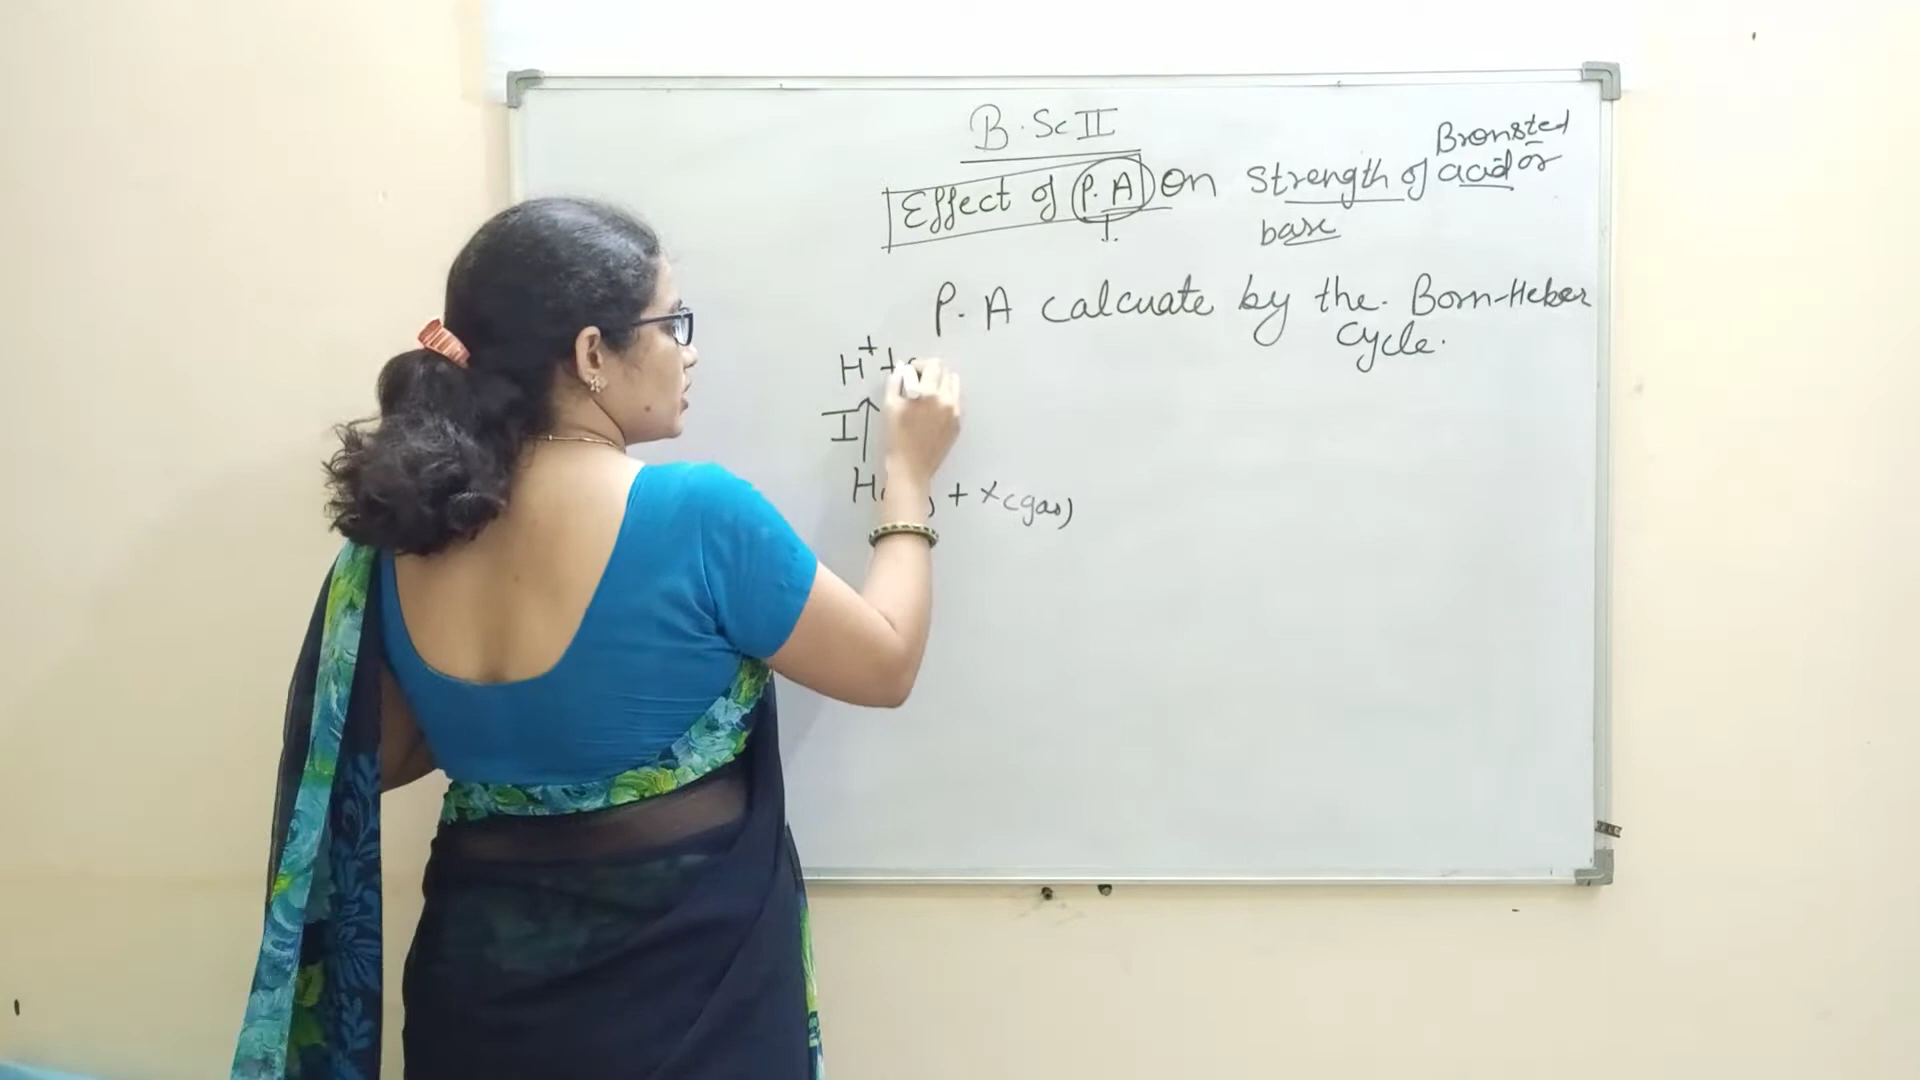 B.Sc II
Effect of P.A on Strength of Bronsted acid or
base
P.A calcuate by the. Born-Heber
Cycle.
H⁺ +
I
H + x(gas)